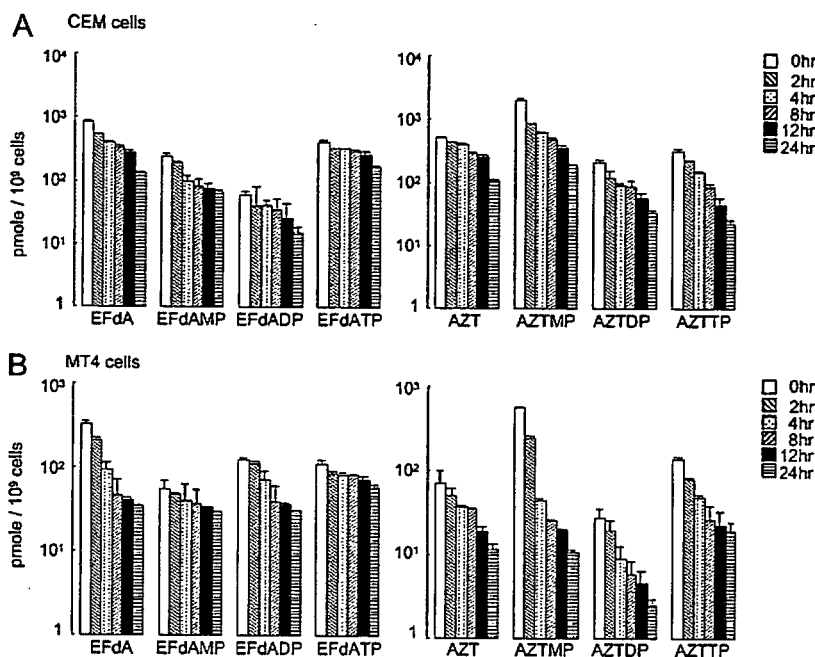 A CEM cells
pmole / 10⁹ cells
10⁴
10³
10²
10¹
1
EFdA EFdAMP EFdADP EFdATP
10⁴
10³
10²
10¹
1
AZT AZTMP AZTDP AZTTP
0hr
2hr
4hr
8hr
12hr
24hr
B MT4 cells
pmole / 10⁹ cells
10³
10²
10¹
1
EFdA EFdAMP EFdADP EFdATP
10³
10²
10¹
1
AZT AZTMP AZTDP AZTTP
0hr
2hr
4hr
8hr
12hr
24hr